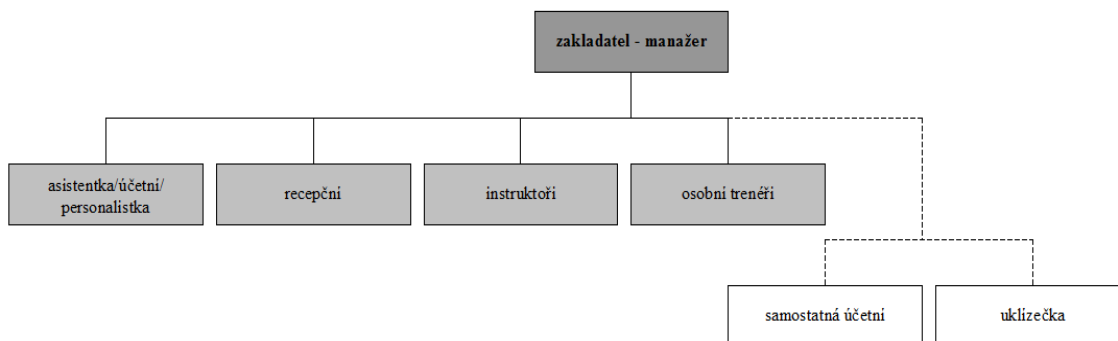 zakladatel - manažer
asistentka/účetní/
personalistka
recepční
instruktoři
osobní trenéři
samostatná účetní
uklízečka